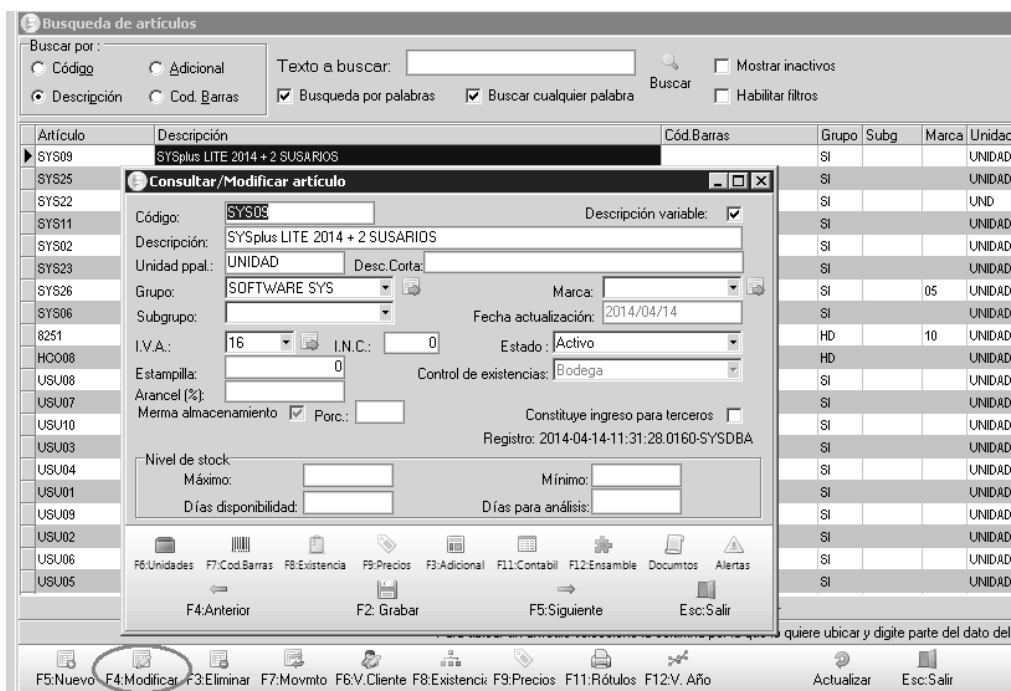 Busqueda de artículos
Buscar por :
Código Adicional
Descripción Cod. Barras
Texto a buscar:
Busqueda por palabras Buscar cualquier palabra
Buscar
Mostrar inactivos
Habilitar filtros
Artículo Descripción Cód.Barras Grupo Subg Marca Unidad
SYS09 SYSplus LITE 2014 + 2 SUSARIOS SI UNIDAD
SYS25 SI UNIDAD
SYS22 SI UND
SYS11 SI UNIDAD
SYS02 SI UNIDAD
SYS23 SI UNIDAD
SYS26 SI 05 UNIDAD
SYS06 SI UNIDAD
8251 HD 10 UNIDAD
HCO08 HD UNIDAD
USU08 SI UNIDAD
USU07 SI UNIDAD
USU10 SI UNIDAD
USU03 SI UNIDAD
USU04 SI UNIDAD
USU01 SI UNIDAD
USU09 SI UNIDAD
USU02 SI UNIDAD
USU06 SI UNIDAD
USU05 SI UNIDAD
Consultar/Modificar artículo
Código: SYS09 Descripción variable:
Descripción: SYSplus LITE 2014 + 2 SUSARIOS
Unidad ppal.: UNIDAD Desc.Corta:
Grupo: SOFTWARE SYS Marca:
Subgrupo: Fecha actualización: 2014/04/14
I.V.A.: 16 I.N.C.: 0 Estado : Activo
Estampilla: 0 Control de existencias: Bodega
Arancel (%):
Merma almacenamiento Porc.: Constituye ingreso para terceros
Registro: 2014-04-14-11:31:28.0160-SYSDBA
Nivel de stock
Máximo: Mínimo:
Días disponibilidad: Días para análisis:
F6:Unidades F7:Cod.Barras F8:Existencia F9:Precios F3:Adicional F11:Contabil F12:Ensamble Documtos Alertas
F4:Anterior F2: Grabar F5:Siguiente Esc:Salir
quiere ubicar y digite parte del dato del
F5:Nuevo F4:Modificar F3:Eliminar F7:Movmto F6:V.Cliente F8:Existenci F9:Precios F11:Rótulos F12:V. Año Actualizar Esc:Salir